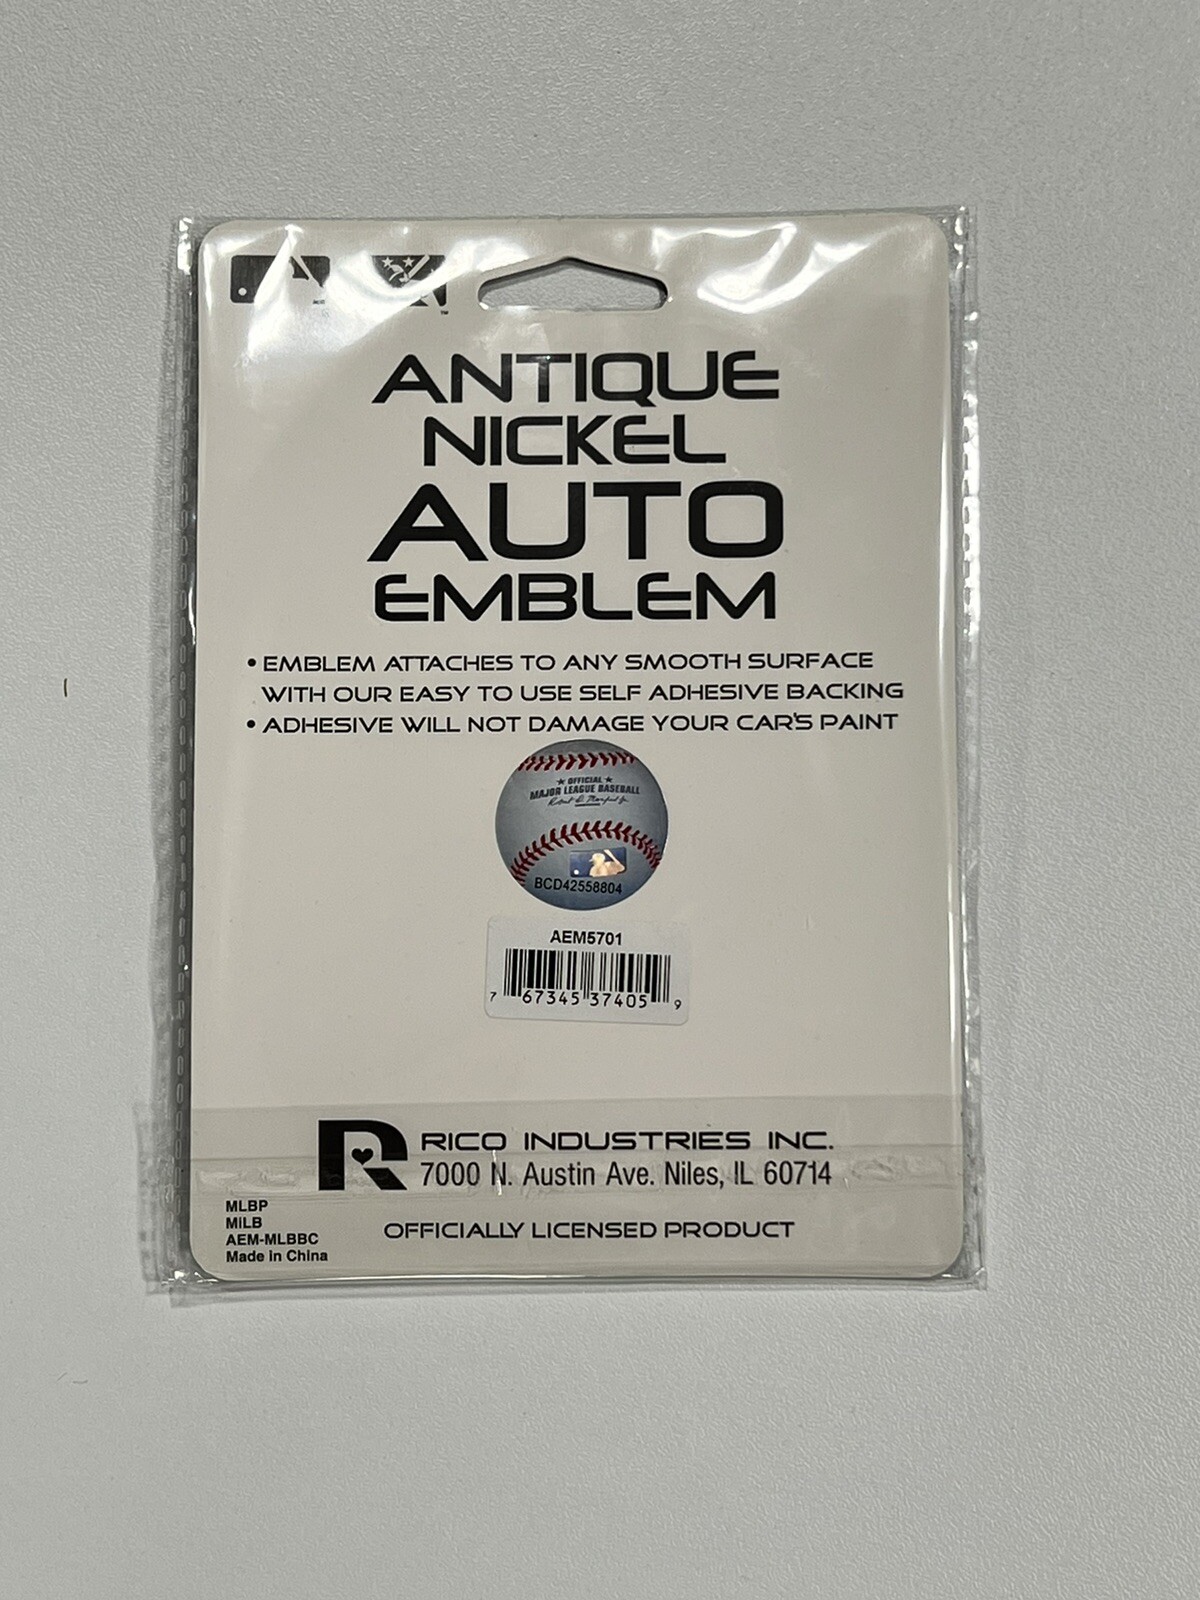 ANTIQUE
NICKEL
AUTO
EMBLEM
• EMBLEM ATTACHES TO ANY SMOOTH SURFACE
WITH OUR EASY TO USE SELF ADHESIVE BACKING
• ADHESIVE WILL NOT DAMAGE YOUR CAR'S PAINT
★ OFFICIAL ★
MAJOR LEAGUE BASEBALL
BCD42558804
AEM5701
7 67345 37405 9
RICO INDUSTRIES INC.
7000 N. Austin Ave. Niles, IL 60714
MLBP
MiLB
AEM-MLBBC
Made in China
OFFICIALLY LICENSED PRODUCT